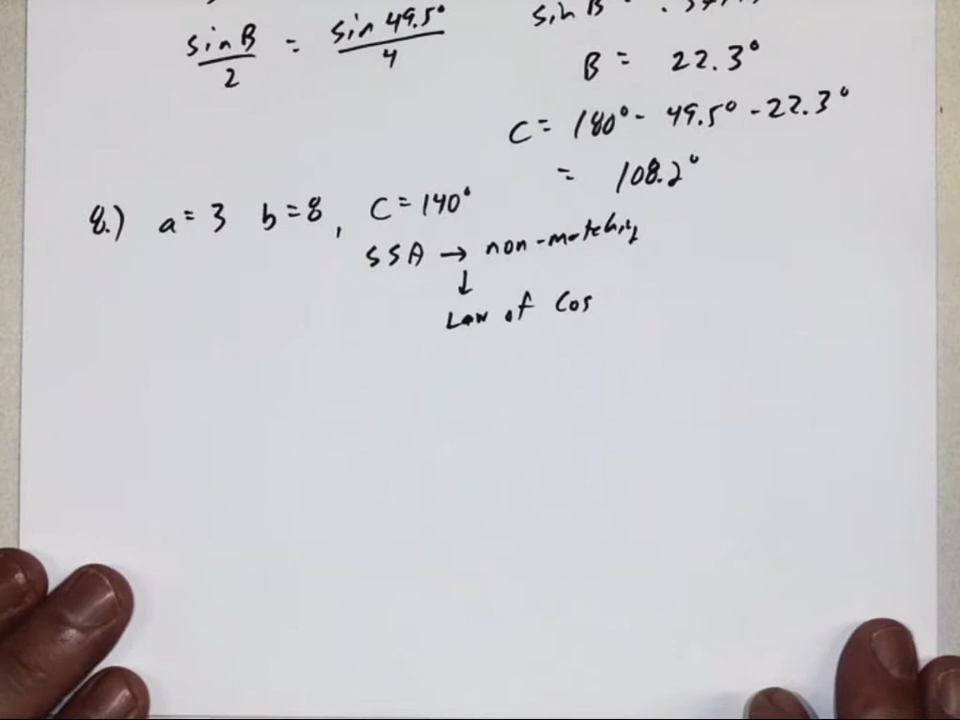 sin B / 2 = sin 49.5° / 4
sin B
B = 22.3°
C = 180° - 49.5° - 22.3°
= 108.2°
8.) a = 3 b = 8, C = 140°
SSA → non-matching
↓
Law of Cos